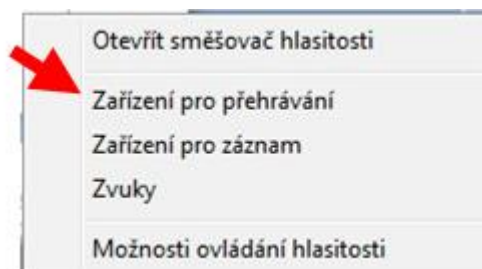 Otevřít směšovač hlasitosti
Zařízení pro přehrávání
Zařízení pro záznam
Zvuky
Možnosti ovládání hlasitosti